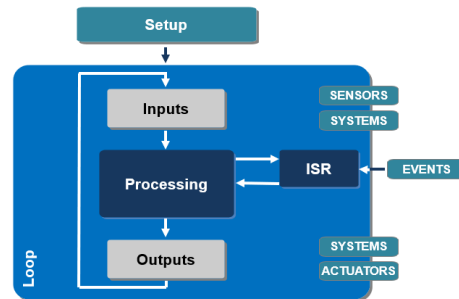 Setup
Inputs
SENSORS
SYSTEMS
Processing
ISR
EVENTS
Outputs
SYSTEMS
ACTUATORS
Loop